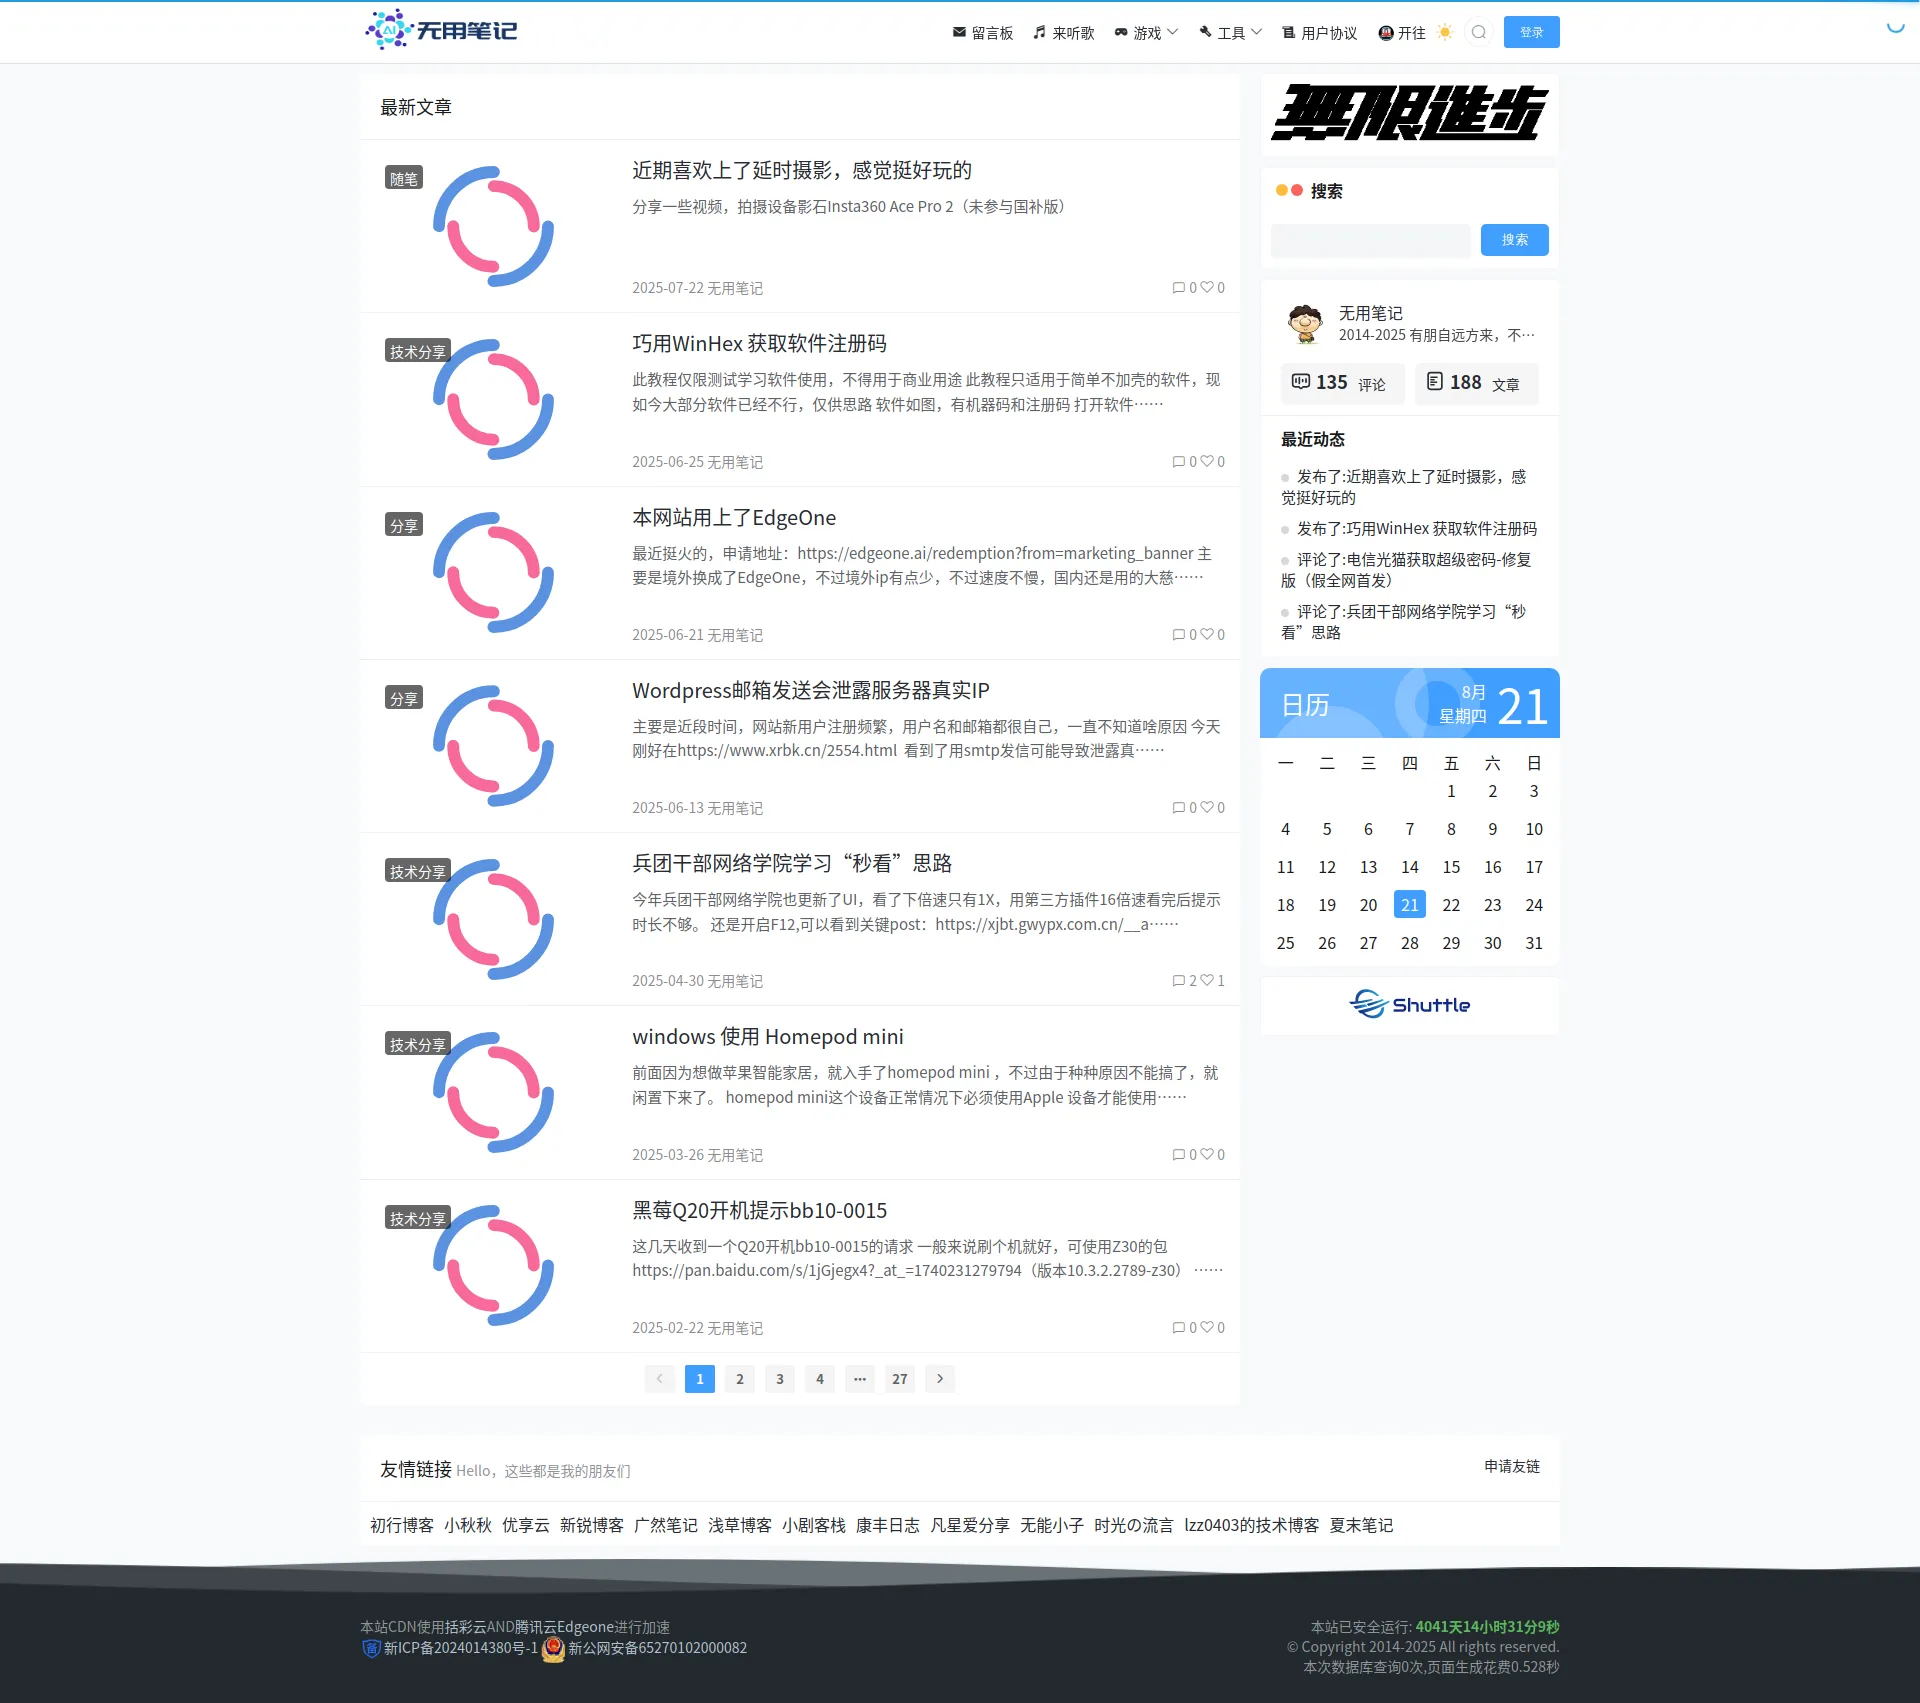 无用笔记
留言板
来听歌
游戏
工具
用户协议
开往
登录
最新文章
随笔
近期喜欢上了延时摄影，感觉挺好玩的
分享一些视频，拍摄设备影石Insta360 Ace Pro 2（未参与国补版）
2025-07-22 无用笔记
0 0
技术分享
巧用WinHex 获取软件注册码
此教程仅限测试学习软件使用，不得用于商业用途 此教程只适用于简单不加壳的软件，现
如今大部分软件已经不行，仅供思路 软件如图，有机器码和注册码 打开软件……
2025-06-25 无用笔记
0 0
分享
本网站用上了EdgeOne
最近挺火的，申请地址：https://edgeone.ai/redemption?from=marketing_banner 主
要是境外换成了EdgeOne，不过境外ip有点少，不过速度不慢，国内还是用的大慈……
2025-06-21 无用笔记
0 0
分享
Wordpress邮箱发送会泄露服务器真实IP
主要是近段时间，网站新用户注册频繁，用户名和邮箱都很自己，一直不知道啥原因 今天
刚好在https://www.xrbk.cn/2554.html  看到了用smtp发信可能导致泄露真……
2025-06-13 无用笔记
0 0
技术分享
兵团干部网络学院学习“秒看”思路
今年兵团干部网络学院也更新了UI，看了下倍速只有1X，用第三方插件16倍速看完后提示
时长不够。 还是开启F12,可以看到关键post：https://xjbt.gwypx.com.cn/__a……
2025-04-30 无用笔记
2 1
技术分享
windows 使用 Homepod mini
前面因为想做苹果智能家居，就入手了homepod mini ，不过由于种种原因不能搞了，就
闲置下来了。 homepod mini这个设备正常情况下必须使用Apple 设备才能使用……
2025-03-26 无用笔记
0 0
技术分享
黑莓Q20开机提示bb10-0015
这几天收到一个Q20开机bb10-0015的请求 一般来说刷个机就好，可使用Z30的包
https://pan.baidu.com/s/1jGjegx4?_at_=1740231279794（版本10.3.2.2789-z30） ……
2025-02-22 无用笔记
0 0
1 2 3 4 ··· 27
無限進步
搜索
搜索
无用笔记
2014-2025 有朋自远方来，不…
135 评论
188 文章
最近动态
发布了:近期喜欢上了延时摄影，感
觉挺好玩的
发布了:巧用WinHex 获取软件注册码
评论了:电信光猫获取超级密码-修复
版（假全网首发）
评论了:兵团干部网络学院学习“秒
看”思路
日历
8月
星期四
21
一 二 三 四 五 六 日
1 2 3
4 5 6 7 8 9 10
11 12 13 14 15 16 17
18 19 20 21 22 23 24
25 26 27 28 29 30 31
Shuttle
友情链接 Hello，这些都是我的朋友们
申请友链
初行博客 小秋秋 优享云 新锐博客 广然笔记 浅草博客 小剧客栈 康丰日志 凡星爱分享 无能小子 时光の流言 lzz0403的技术博客 夏末笔记
本站CDN使用括彩云AND腾讯云Edgeone进行加速
新ICP备2024014380号-1 新公网安备65270102000082
本站已安全运行: 4041天14小时31分9秒
© Copyright 2014-2025 All rights reserved.
本次数据库查询0次,页面生成花费0.528秒